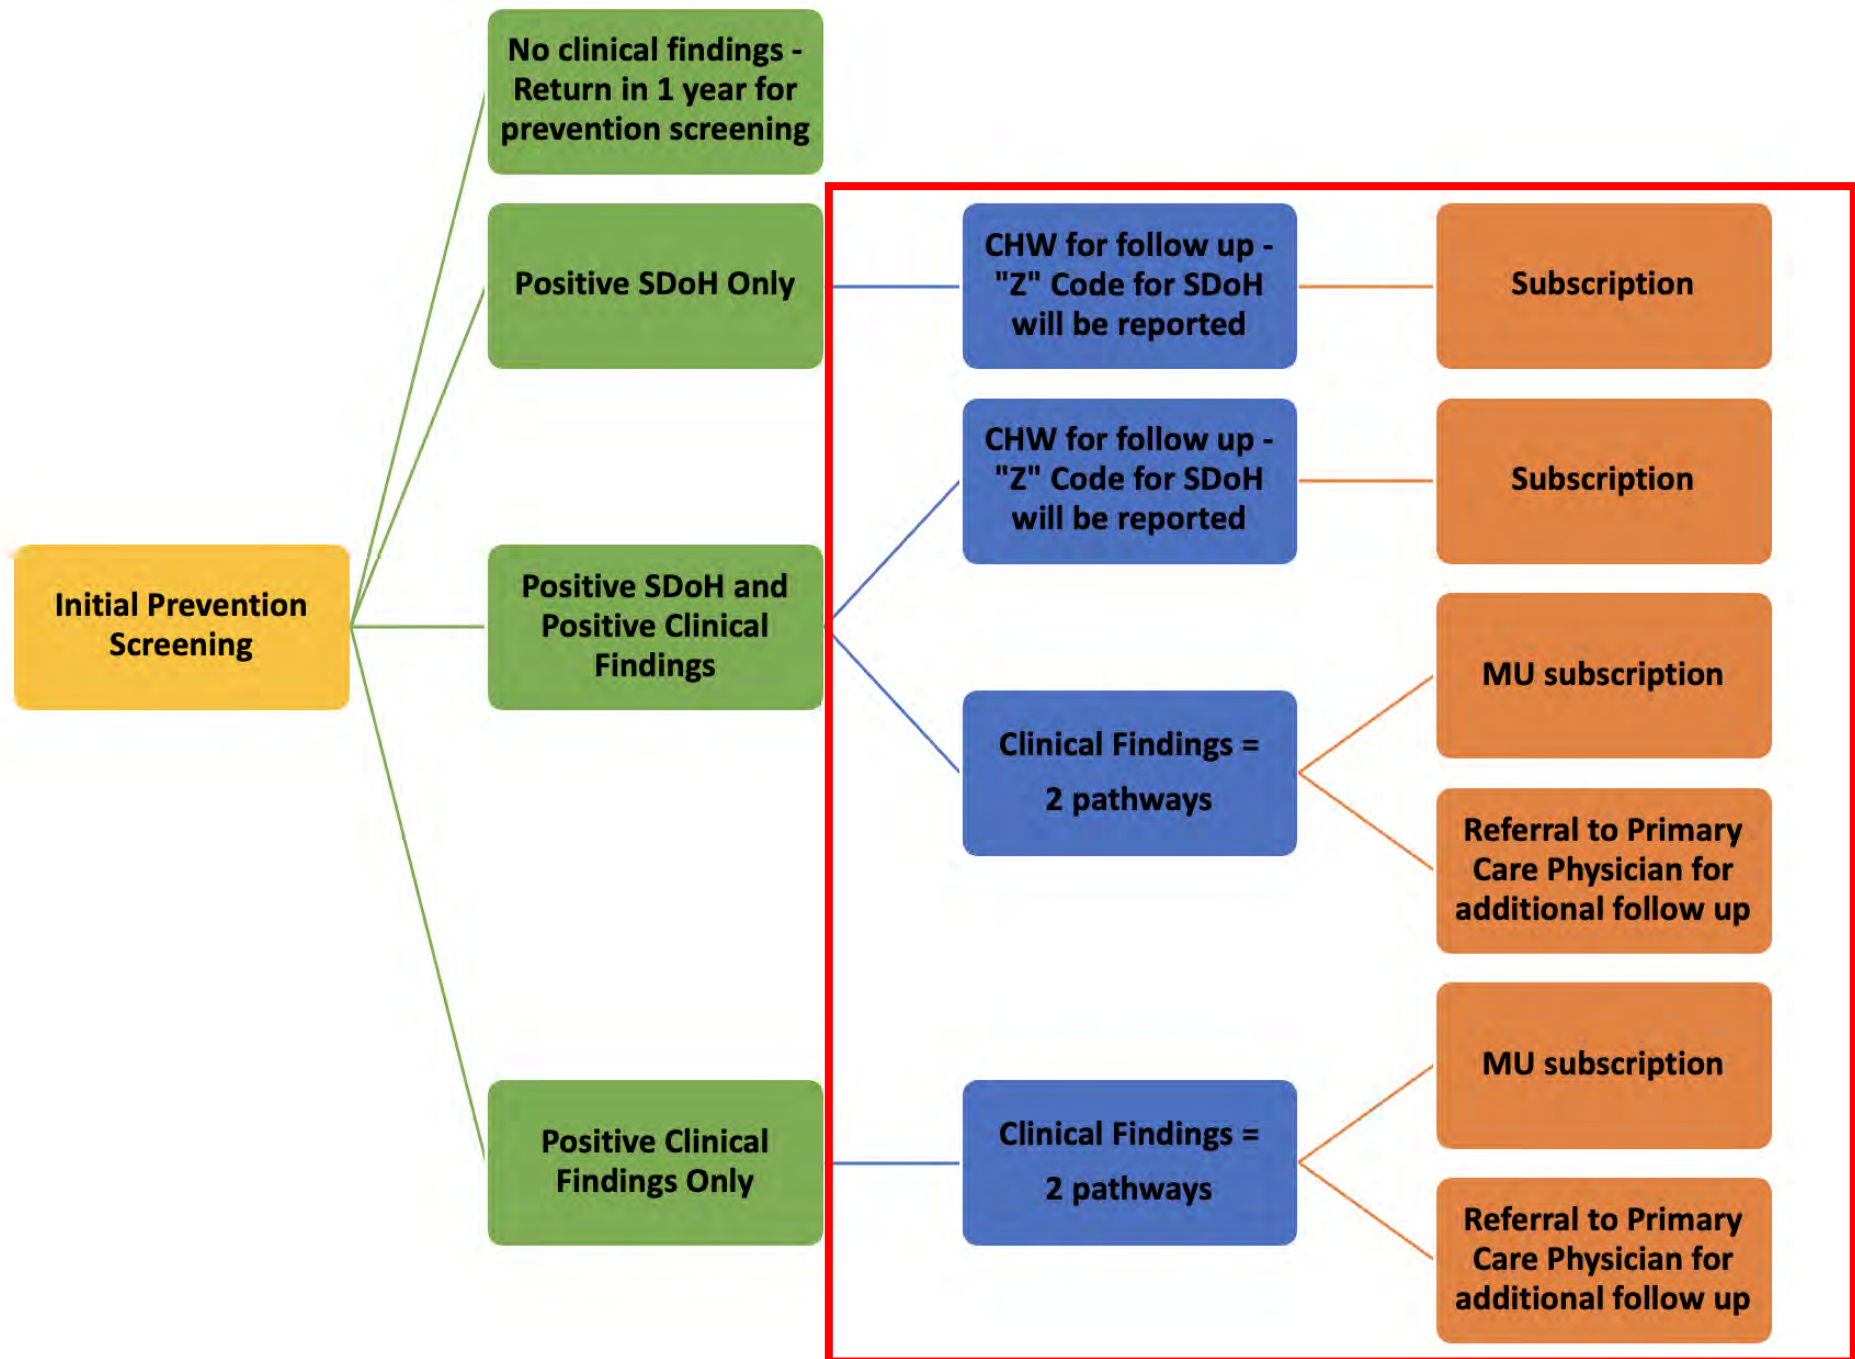 No clinical findings -
Return in 1 year for
prevention screening
Positive SDoH Only
CHW for follow up -
"Z" Code for SDoH
will be reported
Subscription
CHW for follow up -
"Z" Code for SDoH
will be reported
Subscription
Initial Prevention
Screening
Positive SDoH and
Positive Clinical
Findings
MU subscription
Clinical Findings =
2 pathways
Referral to Primary
Care Physician for
additional follow up
MU subscription
Positive Clinical
Findings Only
Clinical Findings =
2 pathways
Referral to Primary
Care Physician for
additional follow up